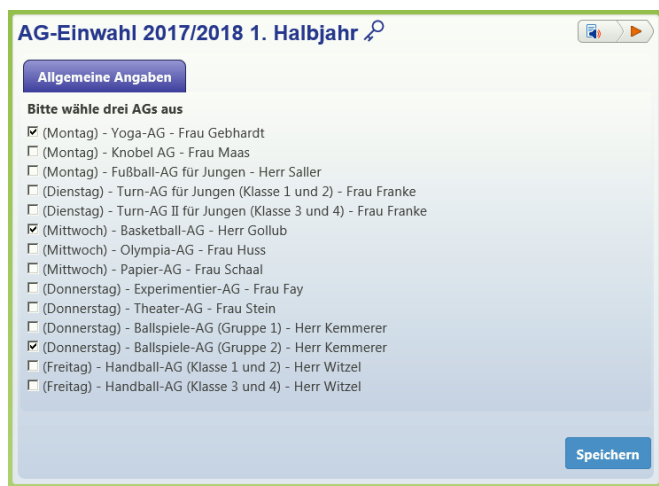 AG-Einwahl 2017/2018 1. Halbjahr
Allgemeine Angaben
Bitte wähle drei AGs aus
(Montag) - Yoga-AG - Frau Gebhardt
(Montag) - Knobel AG - Frau Maas
(Montag) - Fußball-AG für Jungen - Herr Saller
(Dienstag) - Turn-AG für Jungen (Klasse 1 und 2) - Frau Franke
(Dienstag) - Turn-AG II für Jungen (Klasse 3 und 4) - Frau Franke
(Mittwoch) - Basketball-AG - Herr Gollub
(Mittwoch) - Olympia-AG - Frau Huss
(Mittwoch) - Papier-AG - Frau Schaal
(Donnerstag) - Experimentier-AG - Frau Fay
(Donnerstag) - Theater-AG - Frau Stein
(Donnerstag) - Ballspiele-AG (Gruppe 1) - Herr Kemmerer
(Donnerstag) - Ballspiele-AG (Gruppe 2) - Herr Kemmerer
(Freitag) - Handball-AG (Klasse 1 und 2) - Herr Witzel
(Freitag) - Handball-AG (Klasse 3 und 4) - Herr Witzel
Speichern